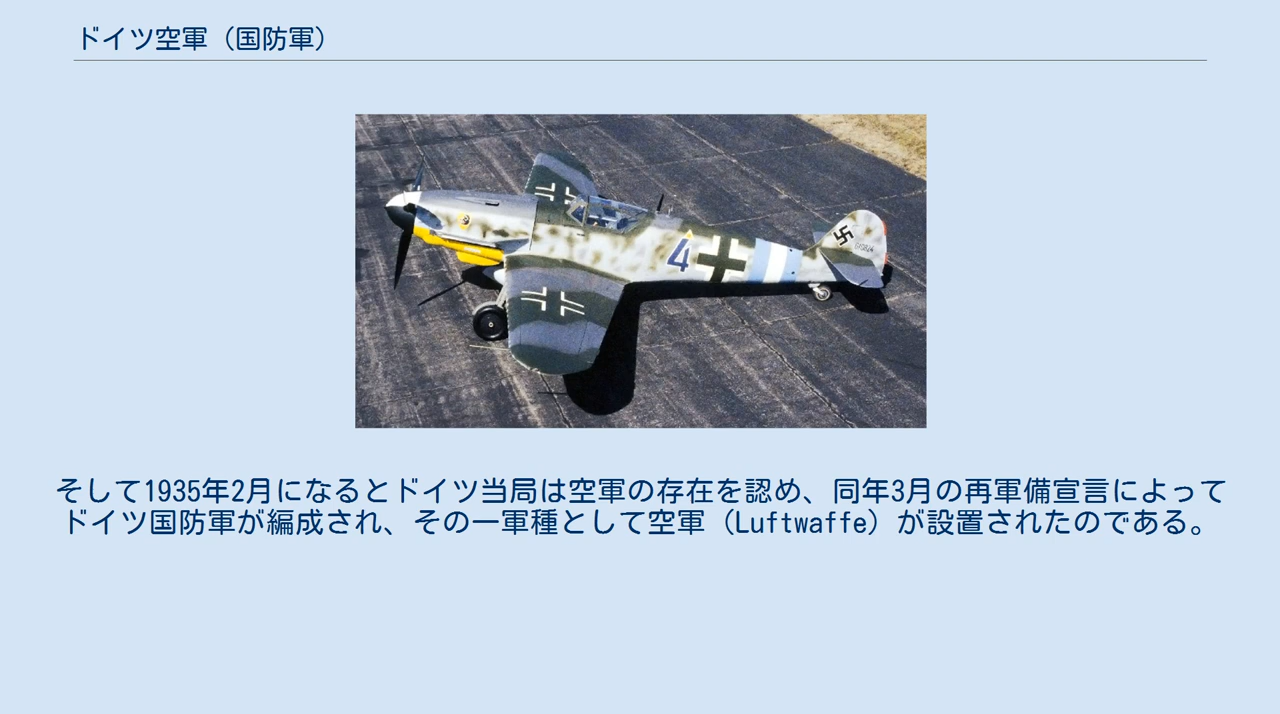 ドイツ空軍（国防軍）
4
そして1935年2月になるとドイツ当局は空軍の存在を認め、同年3月の再軍備宣言によって
ドイツ国防軍が編成され、その一軍種として空軍（Luftwaffe）が設置されたのである。